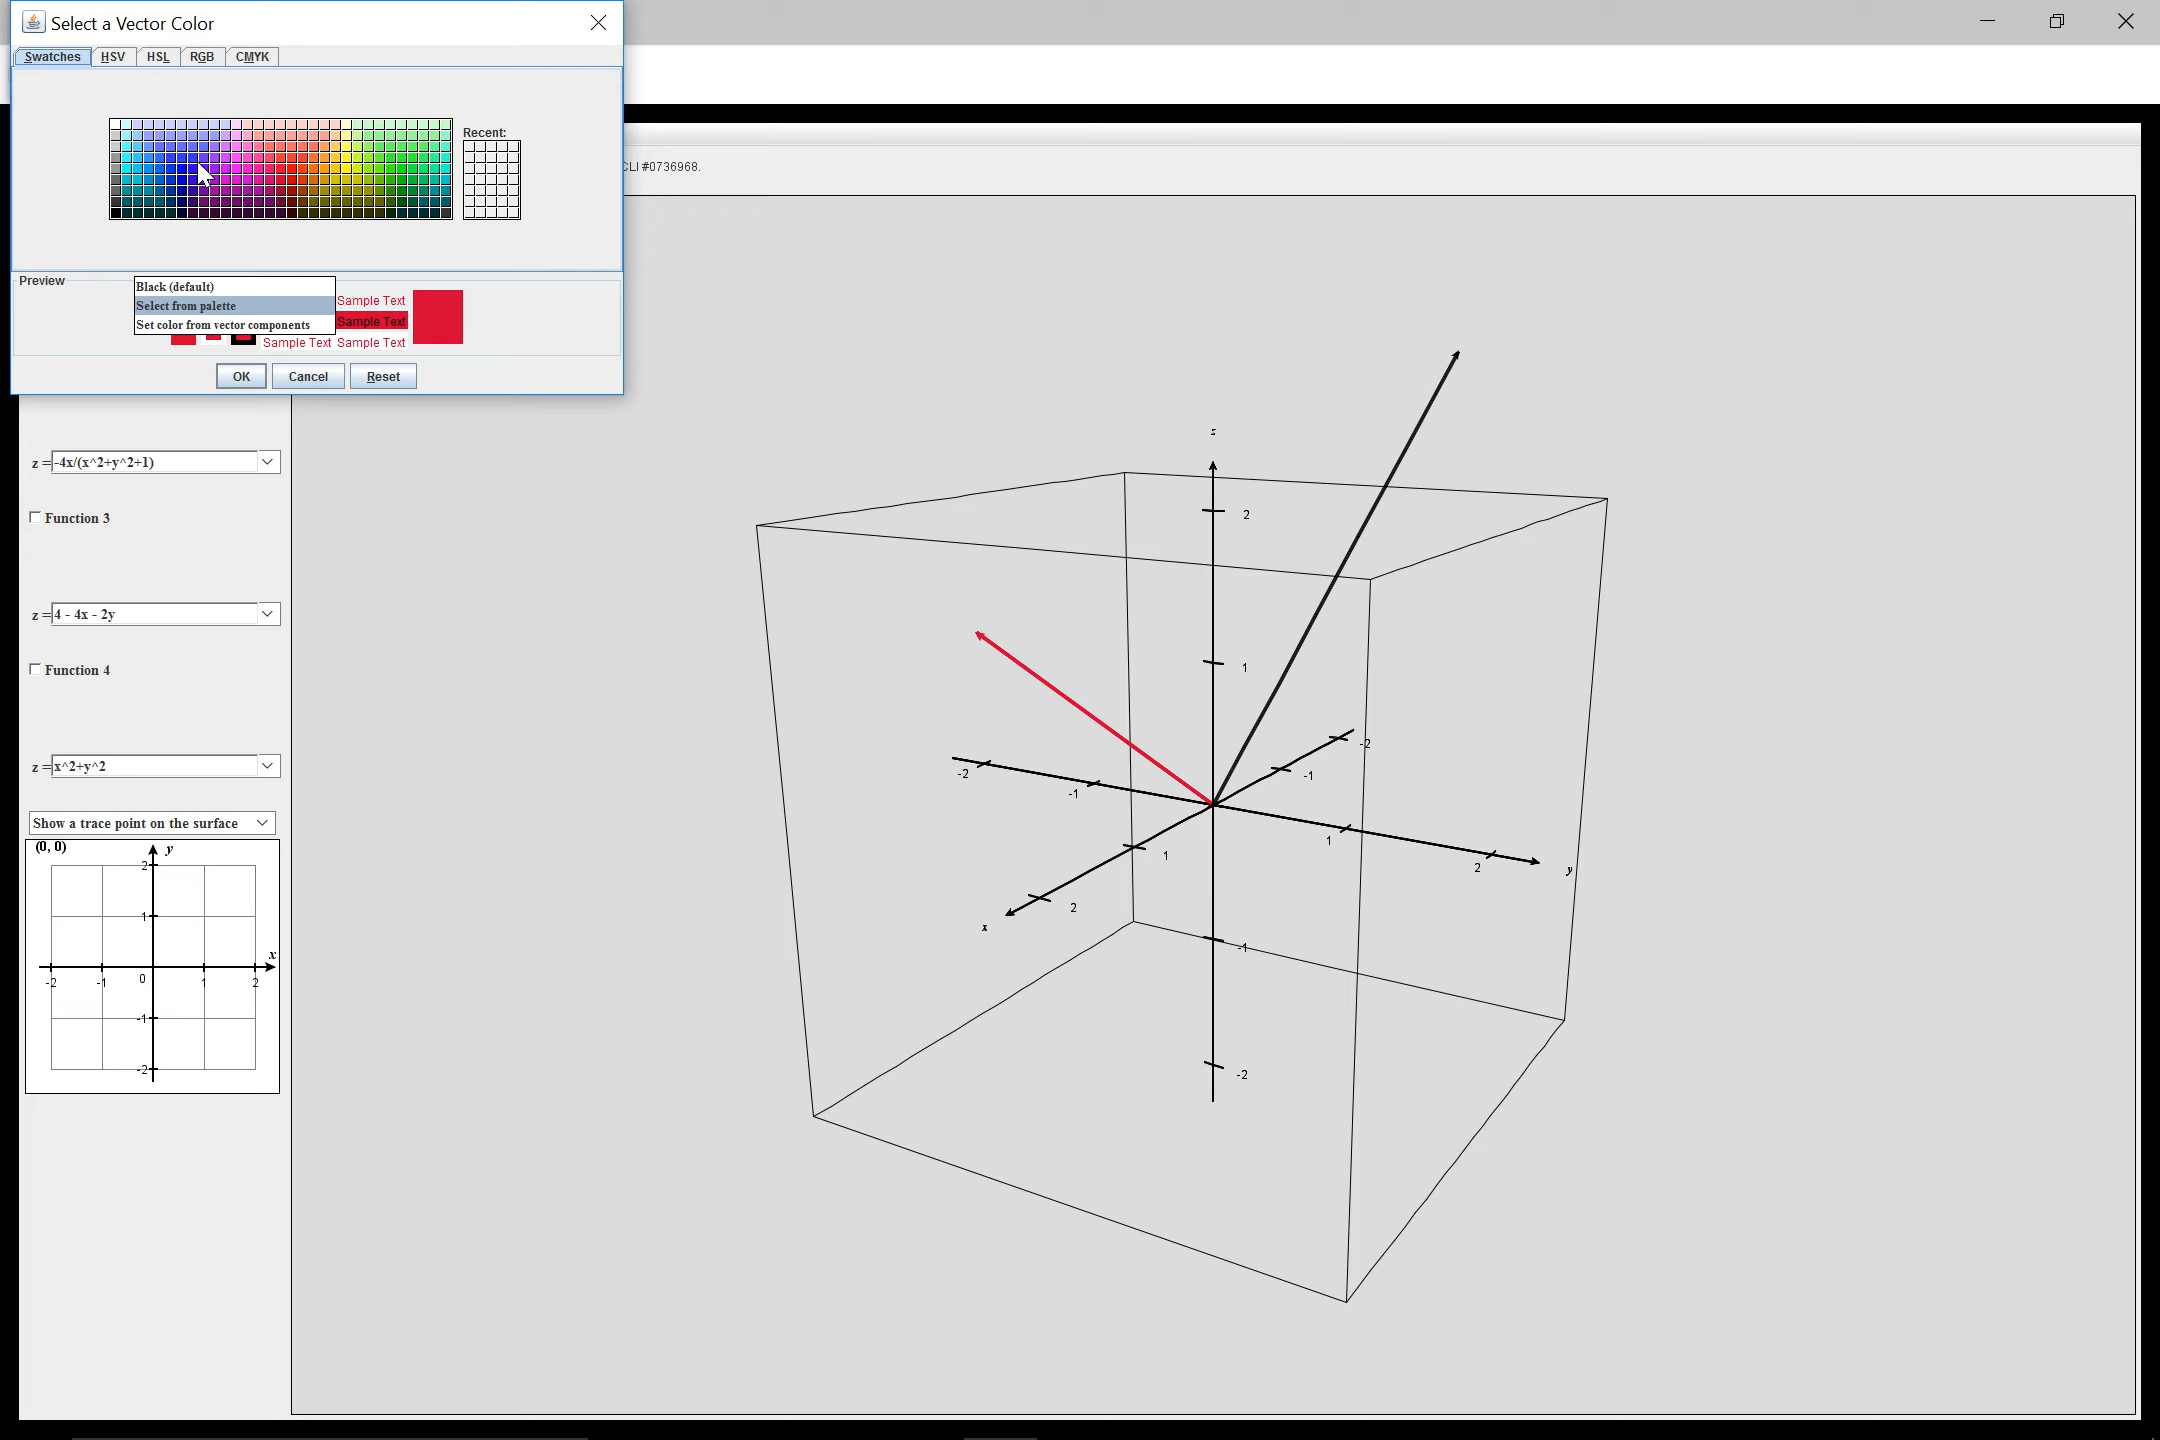 Select a Vector Color
Swatches HSV HSL RGB CMYK
Recent:
CLI #0736968.
Preview
Black (default)
Select from palette
Set color from vector components
Sample Text
Sample Text
Sample Text Sample Text
OK Cancel Reset
z = -4x/(x^2+y^2+1)
Function 3
z = 4 - 4x - 2y
Function 4
z = x^2+y^2
Show a trace point on the surface
(0, 0)
y
2
1
x
-2 -1 0 1 2
-1
-2
z
2
1
-2
-1
-2
-1
1
1
2
2
y
x
-1
-2